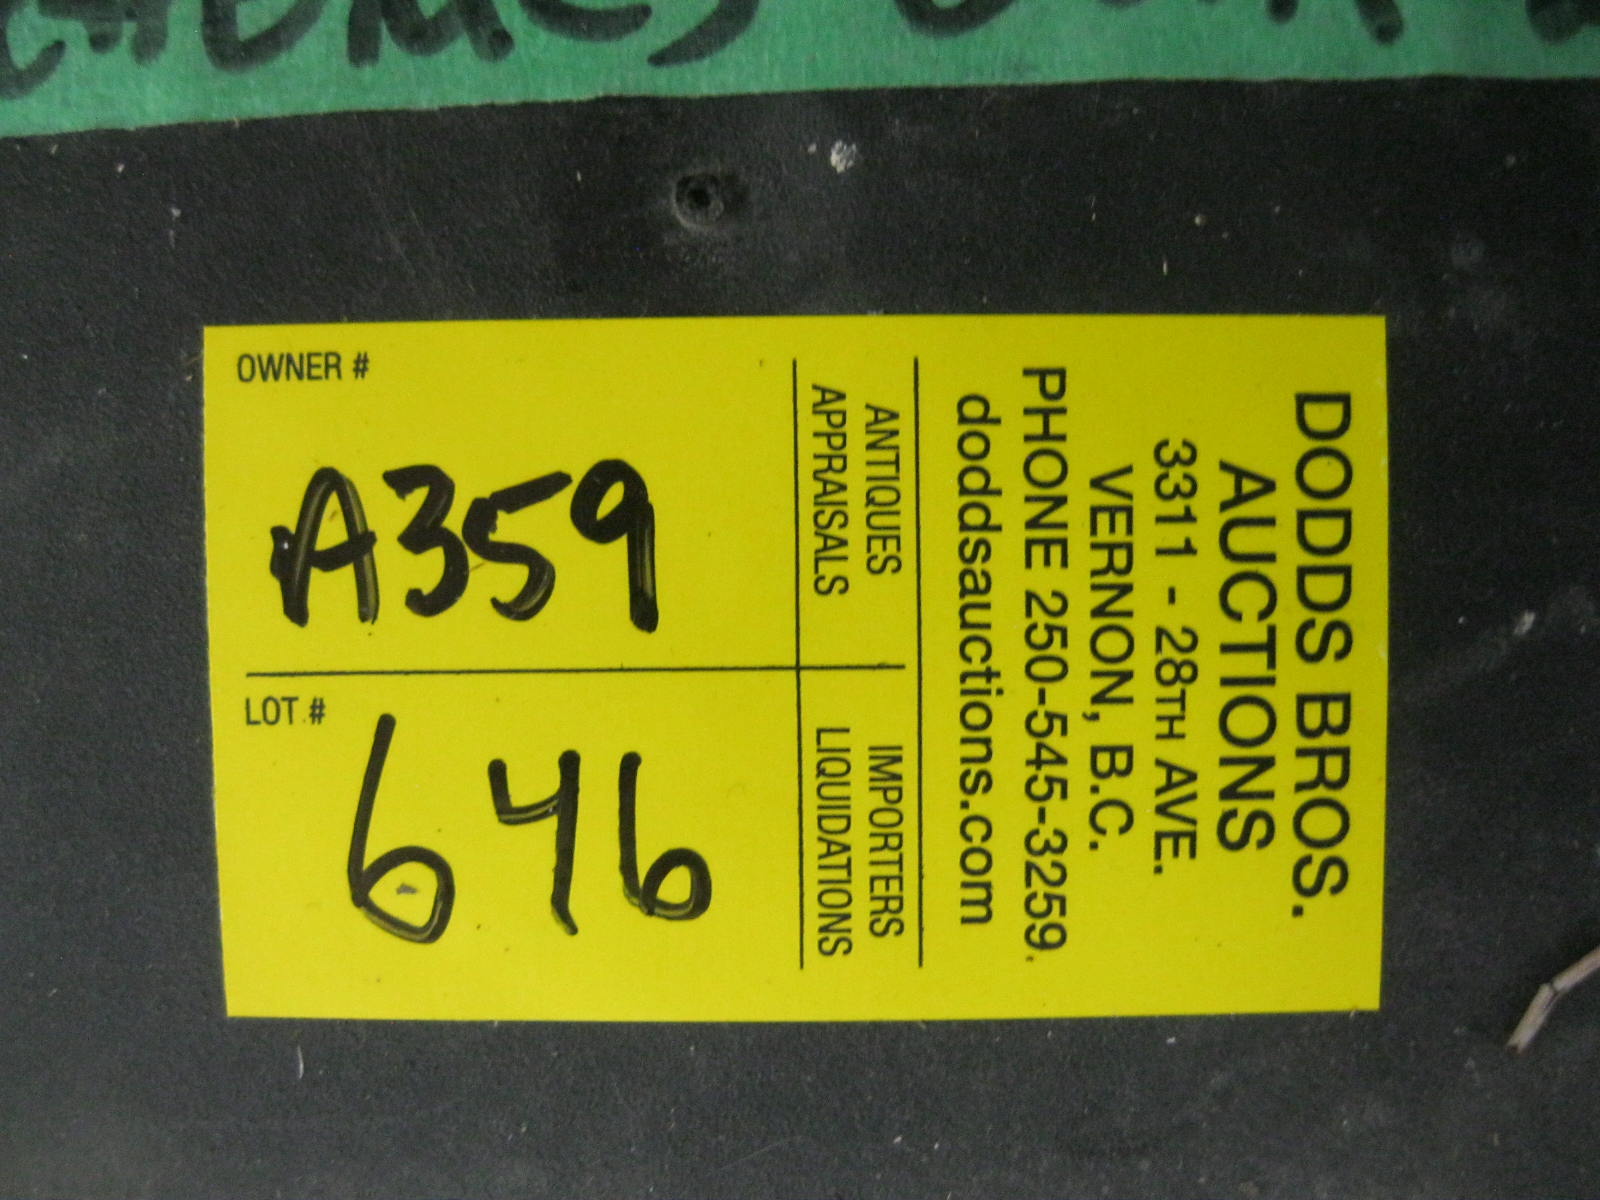 OWNER #
A359
LOT #
646
DODDS BROS.
AUCTIONS
3311 - 28TH AVE.
VERNON, B.C.
PHONE 250-545-3259
doddsauctions.com
ANTIQUES
APPRAISALS
IMPORTERS
LIQUIDATIONS